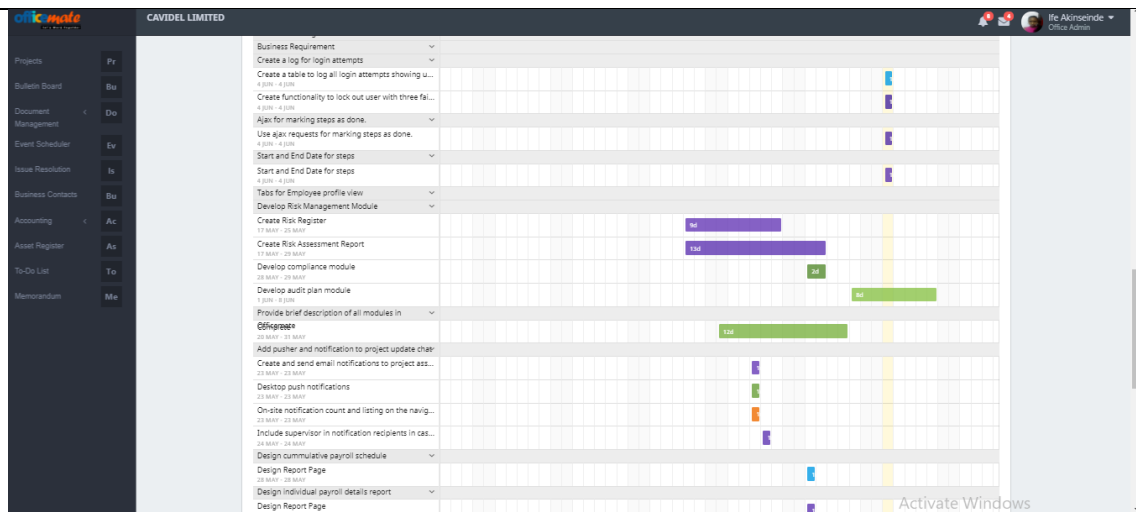 officemate
CAVIDEL LIMITED
Ife Akinseinde
Office Admin
Projects Pr
Bulletin Board Bu
Document Management Do
Event Scheduler Ev
Issue Resolution Is
Business Contacts Bu
Accounting Ac
Asset Register As
To-Do List To
Memorandum Me
Business Requirement
Create a log for login attempts
Create a table to log all login attempts showing u...
4 JUN - 4 JUN
Create functionality to lock out user with three fai...
4 JUN - 4 JUN
Ajax for marking steps as done.
Use ajax requests for marking steps as done.
4 JUN - 4 JUN
Start and End Date for steps
Start and End Date for steps
4 JUN - 4 JUN
Tabs for Employee profile view
Develop Risk Management Module
Create Risk Register
17 MAY - 25 MAY
9d
Create Risk Assessment Report
17 MAY - 29 MAY
13d
Develop compliance module
28 MAY - 29 MAY
2d
Develop audit plan module
1 JUN - 8 JUN
8d
Provide brief description of all modules in
Officemate
Complete
20 MAY - 31 MAY
12d
Add pusher and notification to project update chat
Create and send email notifications to project ass...
23 MAY - 23 MAY
Desktop push notifications
23 MAY - 23 MAY
On-site notification count and listing on the navig...
23 MAY - 23 MAY
Include supervisor in notification recipients in cas...
24 MAY - 24 MAY
Design cummulative payroll schedule
Design Report Page
28 MAY - 28 MAY
Design individual payroll details report
Design Report Page
Activate Windows